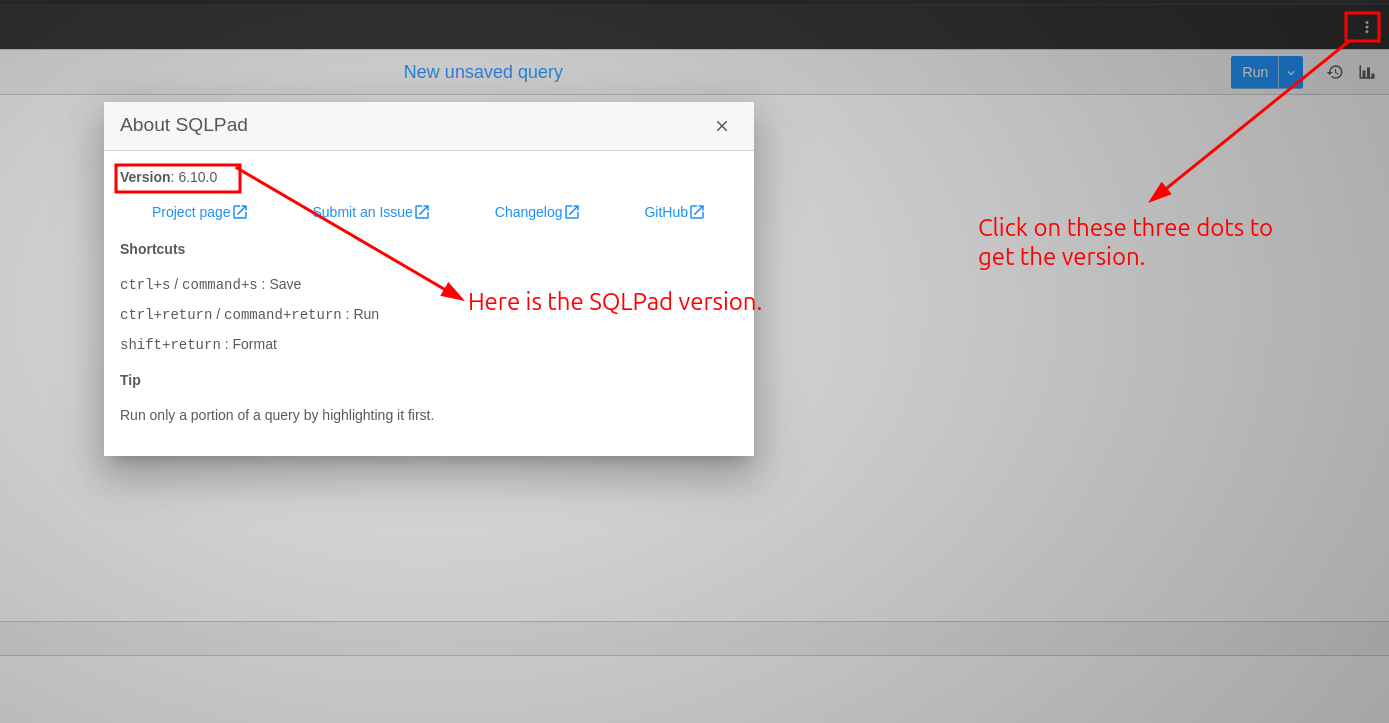 New unsaved query
Run
About SQLPad
Version: 6.10.0
Project page Submit an Issue Changelog GitHub
Click on these three dots to
get the version.
Shortcuts
ctrl+s / command+s : Save
Here is the SQLPad version.
ctrl+return / command+return : Run
shift+return : Format
Tip
Run only a portion of a query by highlighting it first.